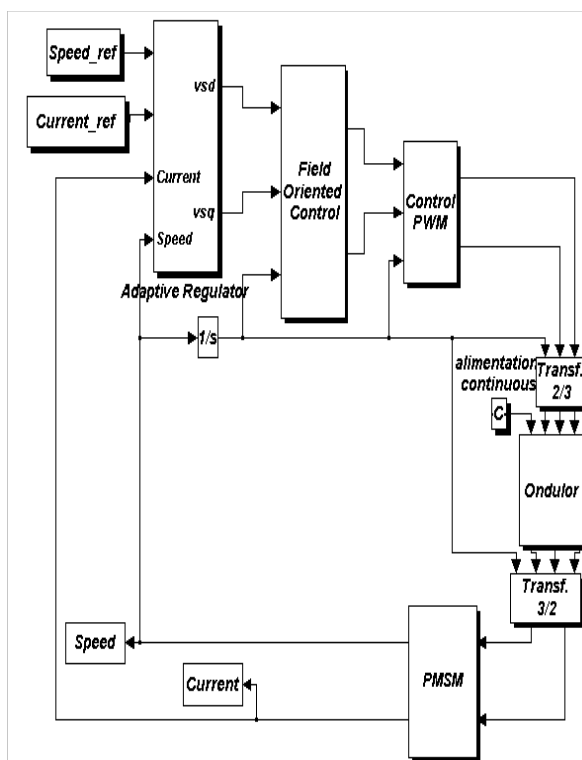 Speed_ref
Current_ref
vsd
Current
vsq
Speed
Adaptive Regulator
Field
Oriented
Control
Control
PWM
1/s
alimentation
continuous
Transf.
2/3
C
Ondulor
Transf.
3/2
Speed
Current
PMSM